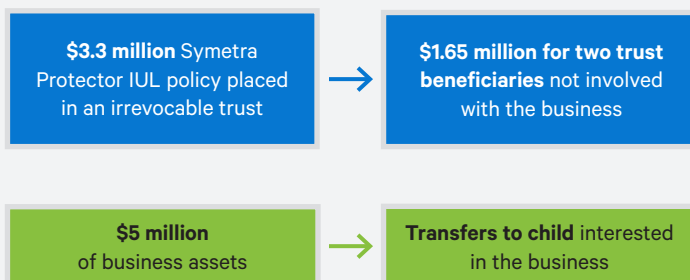 $3.3 million Symetra
Protector IUL policy placed
in an irrevocable trust
$1.65 million for two trust
beneficiaries not involved
with the business
$5 million
of business assets
Transfers to child interested
in the business